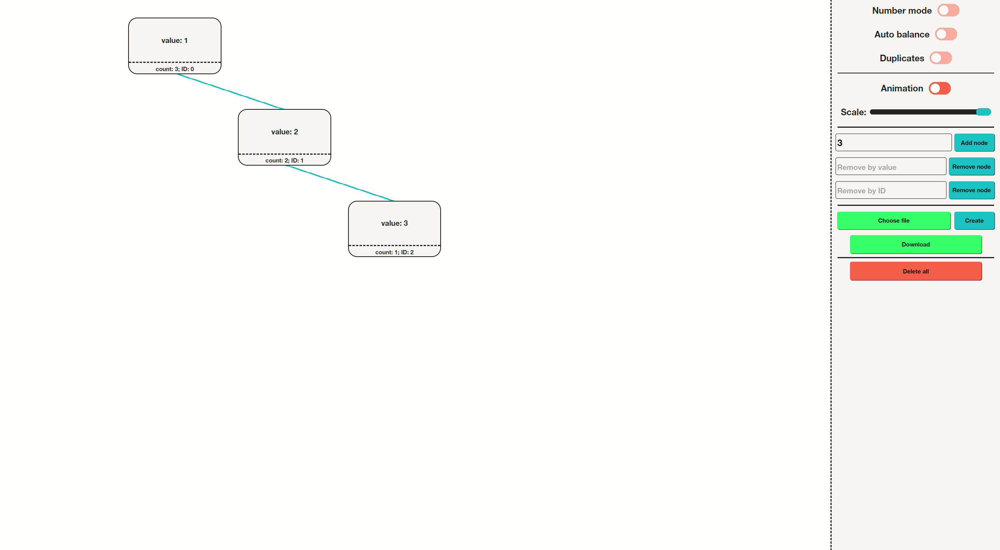 value: 1
count: 3; ID: 0
value: 2
count: 2; ID: 1
value: 3
count: 1; ID: 2
Number mode
Auto balance
Duplicates
Animation
Scale:
3
Add node
Remove by value
Remove node
Remove by ID
Remove node
Choose file
Create
Download
Delete all